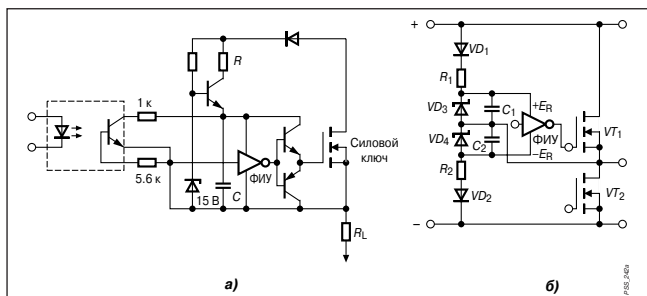 R
1 к
5.6 к
15 В
C
ФИУ
Силовой
ключ
R_L
а)
+
VD1
R1
VD3
VD4
R2
VD2
–
C1
C2
+E_R
ФИУ
–E_R
VT1
VT2
б)
PSS_242a